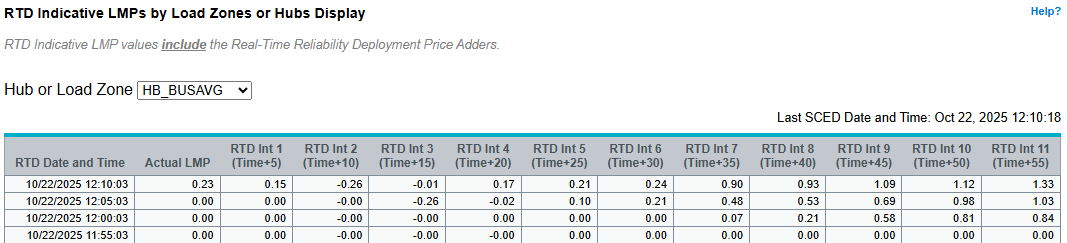 RTD Indicative LMPs by Load Zones or Hubs Display
Help?
RTD Indicative LMP values include the Real-Time Reliability Deployment Price Adders.
Hub or Load Zone HB_BUSAVG
Last SCED Date and Time: Oct 22, 2025 12:10:18
RTD Date and Time Actual LMP RTD Int 1 (Time+5) RTD Int 2 (Time+10) RTD Int 3 (Time+15) RTD Int 4 (Time+20) RTD Int 5 (Time+25) RTD Int 6 (Time+30) RTD Int 7 (Time+35) RTD Int 8 (Time+40) RTD Int 9 (Time+45) RTD Int 10 (Time+50) RTD Int 11 (Time+55)
10/22/2025 12:10:03 0.23 0.15 -0.26 -0.01 0.17 0.21 0.24 0.90 0.93 1.09 1.12 1.33
10/22/2025 12:05:03 0.00 0.00 -0.00 -0.26 -0.02 0.10 0.21 0.48 0.53 0.69 0.98 1.03
10/22/2025 12:00:03 0.00 0.00 -0.00 -0.00 0.00 0.00 0.00 0.07 0.21 0.58 0.81 0.84
10/22/2025 11:55:03 0.00 0.00 -0.00 -0.00 -0.00 0.00 0.00 0.00 0.00 0.00 0.00 0.00